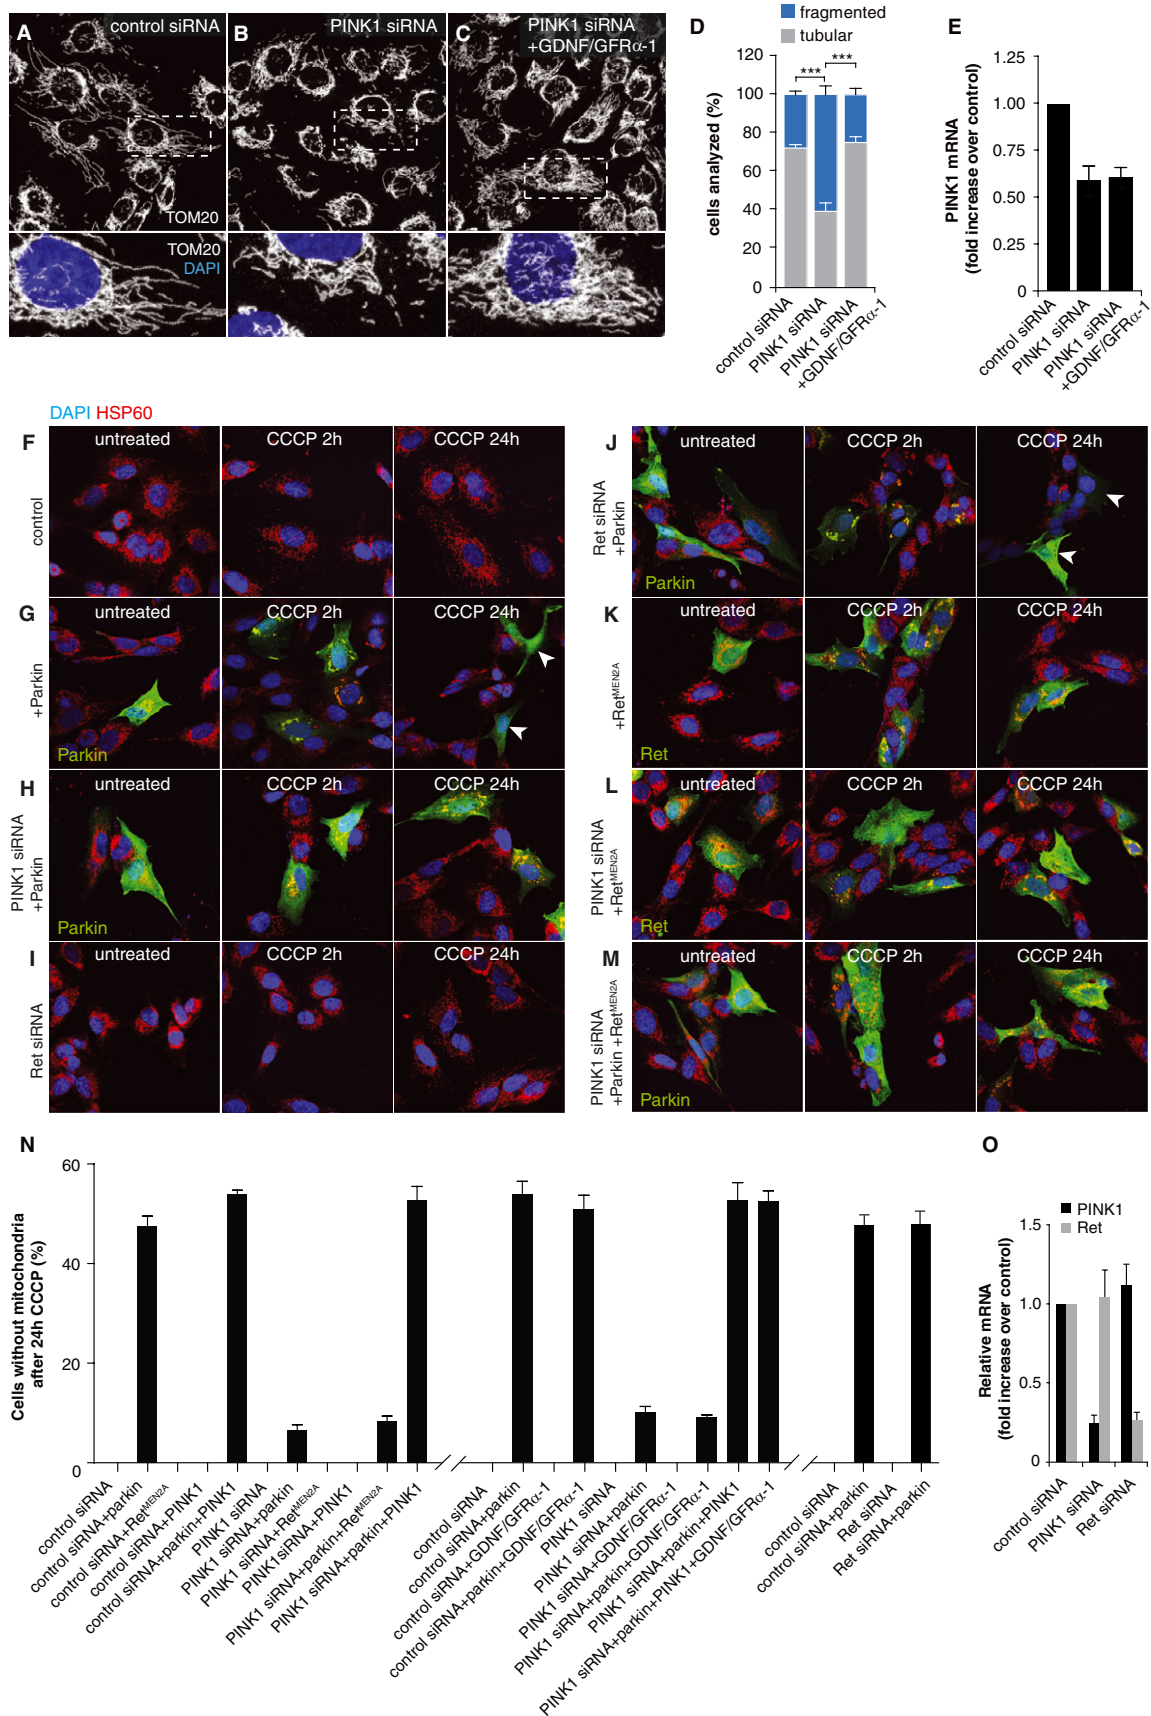 A
control siRNA
TOM20
TOM20
DAPI
B
PINK1 siRNA
C
PINK1 siRNA
+GDNF/GFRα-1
D
fragmented
tubular
***
***
cells analyzed (%)
120
100
80
60
40
20
0
control siRNA
PINK1 siRNA
PINK1 siRNA
+GDNF/GFRα-1
E
PINK1 mRNA
(fold increase over control)
1.25
1.00
0.75
0.50
0.25
0
control siRNA
PINK1 siRNA
PINK1 siRNA
+GDNF/GFRα-1
DAPI HSP60
F
control
untreated
CCCP 2h
CCCP 24h
G
+Parkin
untreated
CCCP 2h
CCCP 24h
Parkin
H
PINK1 siRNA
+Parkin
untreated
CCCP 2h
CCCP 24h
Parkin
I
Ret siRNA
untreated
CCCP 2h
CCCP 24h
J
Ret siRNA
+Parkin
untreated
CCCP 2h
CCCP 24h
Parkin
K
+Ret^MEN2A
untreated
CCCP 2h
CCCP 24h
Ret
L
PINK1 siRNA
+Ret^MEN2A
untreated
CCCP 2h
CCCP 24h
Ret
M
PINK1 siRNA
+Parkin +Ret^MEN2A
untreated
CCCP 2h
CCCP 24h
Parkin
N
Cells without mitochondria
after 24h CCCP (%)
60
40
20
0
control siRNA
control siRNA+parkin
control siRNA+Ret^MEN2A
control siRNA+PINK1
control siRNA+parkin+PINK1
PINK1 siRNA
PINK1 siRNA+parkin
PINK1 siRNA+Ret^MEN2A
PINK1siRNA+PINK1
PINK1 siRNA+parkin+Ret^MEN2A
PINK1 siRNA+parkin+PINK1
control siRNA
control siRNA+parkin
control siRNA+GDNF/GFRα-1
control siRNA+parkin+GDNF/GFRα-1
PINK1 siRNA
PINK1 siRNA+parkin
PINK1 siRNA+GDNF/GFRα-1
PINK1 siRNA+parkin+GDNF/GFRα-1
PINK1 siRNA+parkin+PINK1
PINK1 siRNA+parkin+PINK1+GDNF/GFRα-1
control siRNA
control siRNA+parkin
Ret siRNA
Ret siRNA+parkin
O
PINK1
Ret
Relative mRNA
(fold increase over control)
1.5
1.0
0.5
0
control siRNA
PINK1 siRNA
Ret siRNA